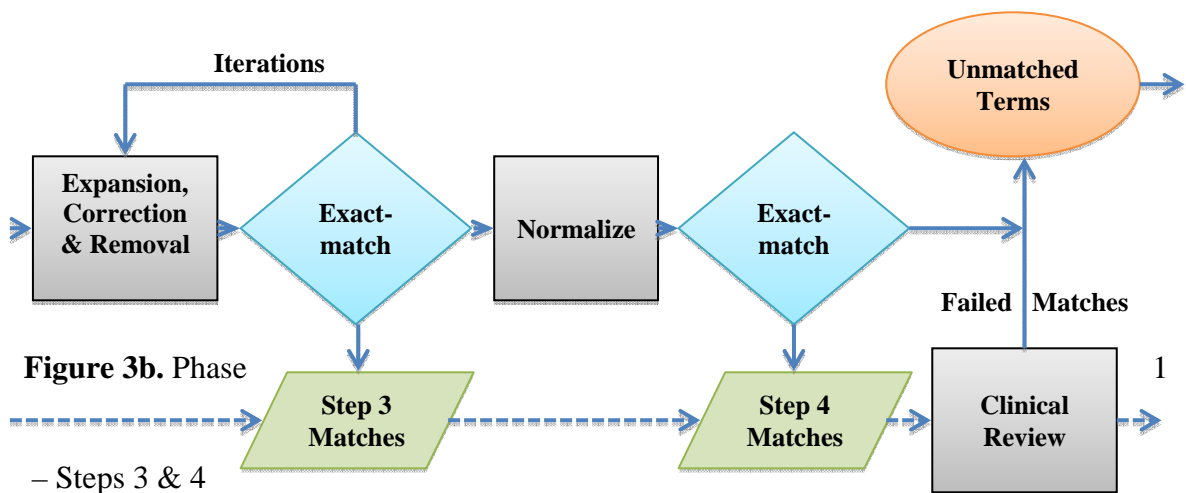 Iterations
Unmatched
Terms
Expansion,
Correction
& Removal
Exact-
match
Normalize
Exact-
match
Failed Matches
Figure 3b. Phase 1
Step 3
Matches
Step 4
Matches
Clinical
Review
– Steps 3 & 4